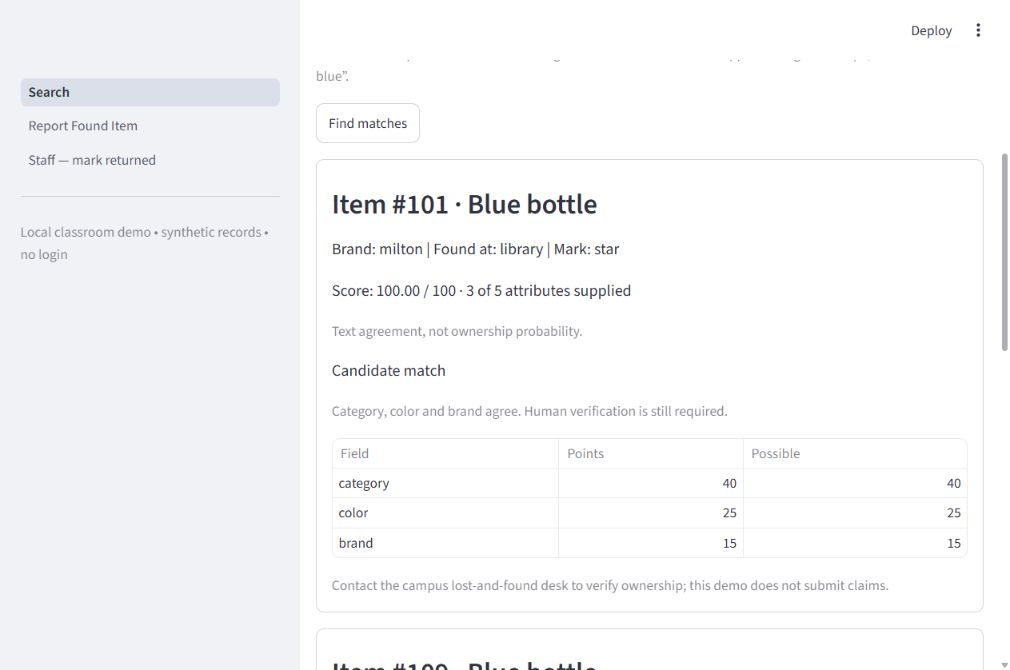 Deploy
Search
Report Found Item
Staff — mark returned
Local classroom demo • synthetic records •
no login
blue”.
Find matches
Item #101 · Blue bottle
Brand: milton | Found at: library | Mark: star
Score: 100.00 / 100 · 3 of 5 attributes supplied
Text agreement, not ownership probability.
Candidate match
Category, color and brand agree. Human verification is still required.
Field Points Possible
category 40 40
color 25 25
brand 15 15
Contact the campus lost-and-found desk to verify ownership; this demo does not submit claims.
Item #109 · Blue bottle